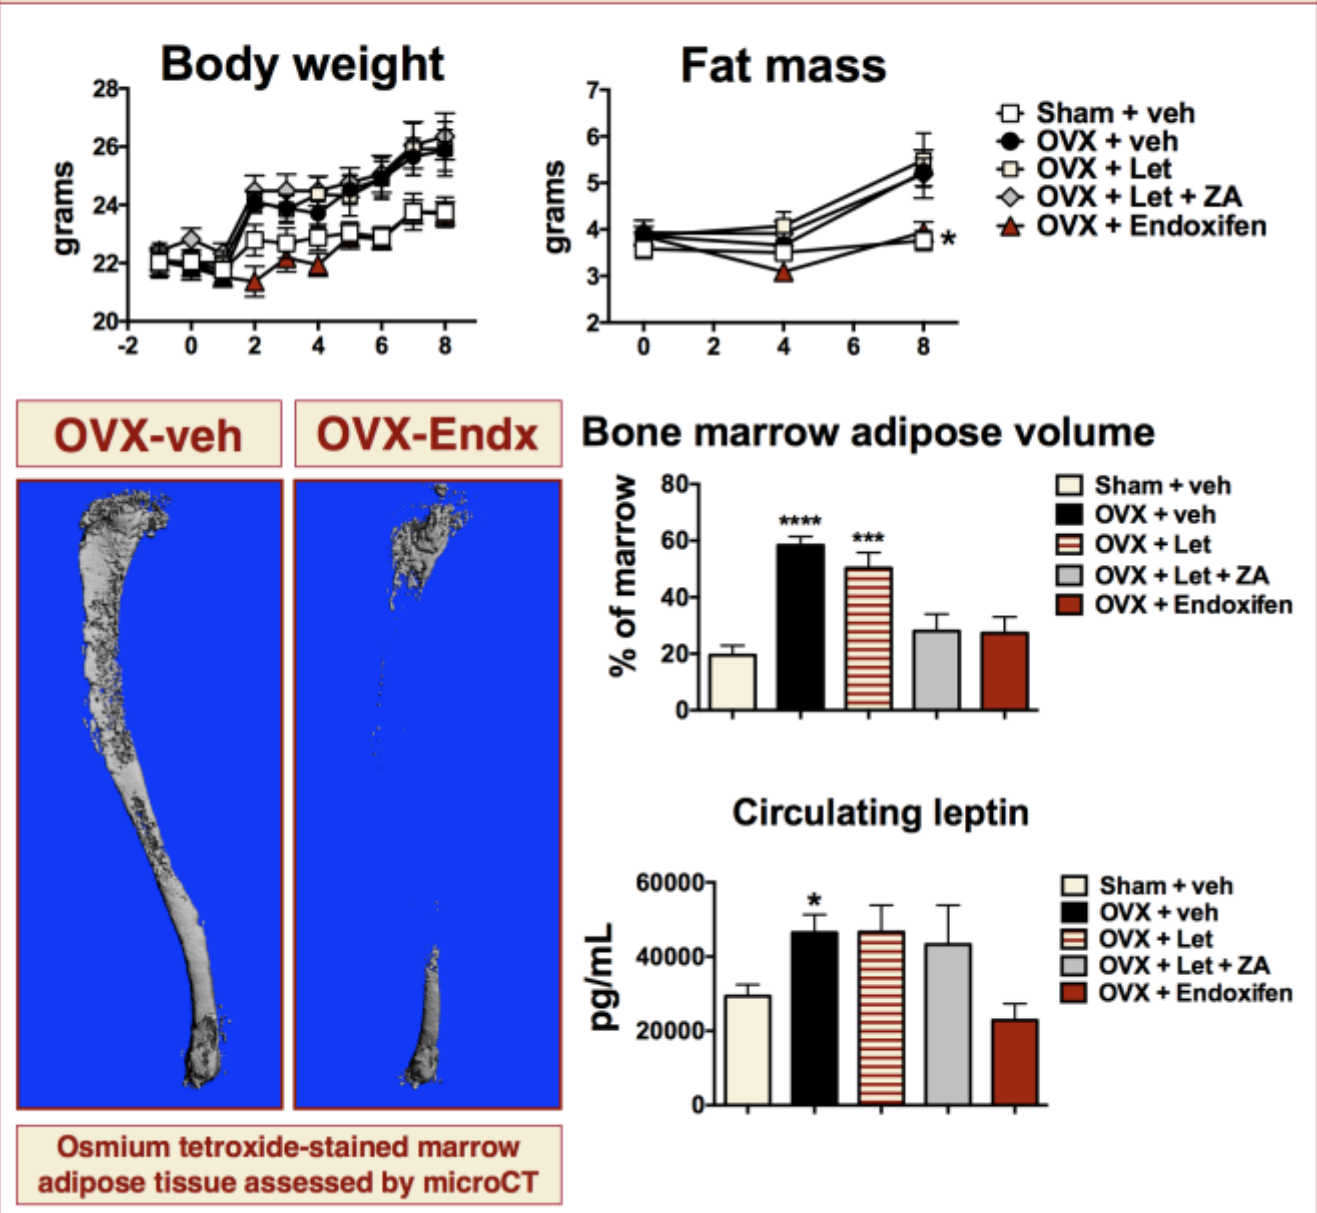 Body weight
28
26
24
22
20
grams
-2 0 2 4 6 8
Fat mass
7
6
5
4
3
2
grams
*
0 2 4 6 8
Sham + veh
OVX + veh
OVX + Let
OVX + Let + ZA
OVX + Endoxifen
OVX-veh
OVX-Endx
Osmium tetroxide-stained marrow
adipose tissue assessed by microCT
Bone marrow adipose volume
80
60
40
20
0
% of marrow
**** ***
Sham + veh
OVX + veh
OVX + Let
OVX + Let + ZA
OVX + Endoxifen
Circulating leptin
60000
40000
20000
0
pg/mL
*
Sham + veh
OVX + veh
OVX + Let
OVX + Let + ZA
OVX + Endoxifen